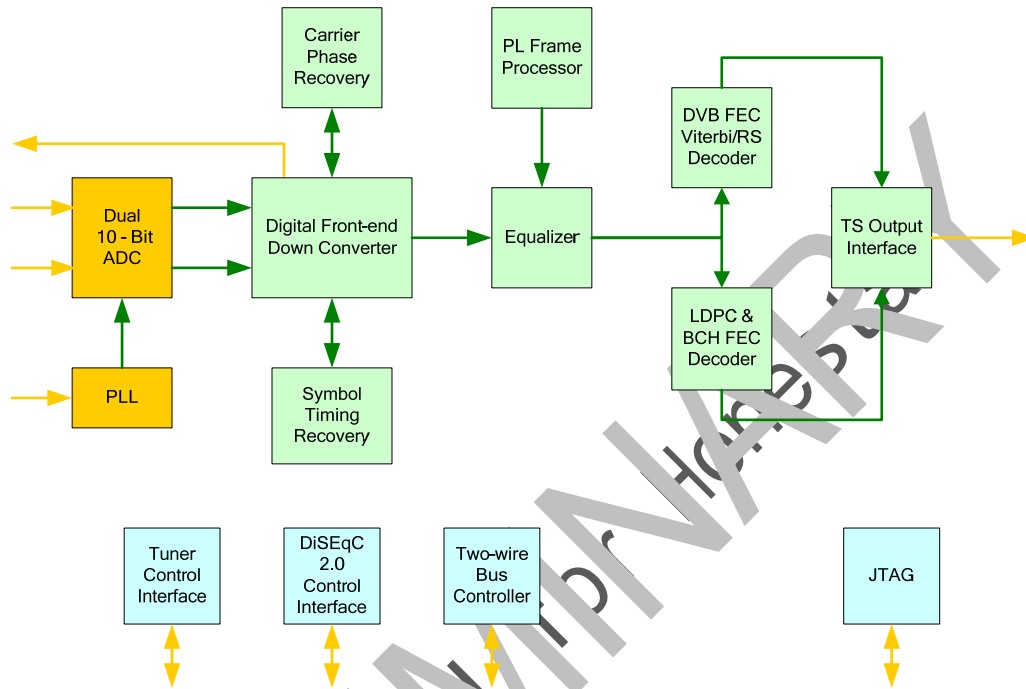 Carrier
Phase
Recovery
PL Frame
Processor
DVB FEC
Viterbi/RS
Decoder
Dual
10 - Bit
ADC
Digital Front-end
Down Converter
Equalizer
TS Output
Interface
LDPC &
BCH FEC
Decoder
PLL
Symbol
Timing
Recovery
Tuner
Control
Interface
DiSEqC
2.0
Control
Interface
Two-wire
Bus
Controller
JTAG